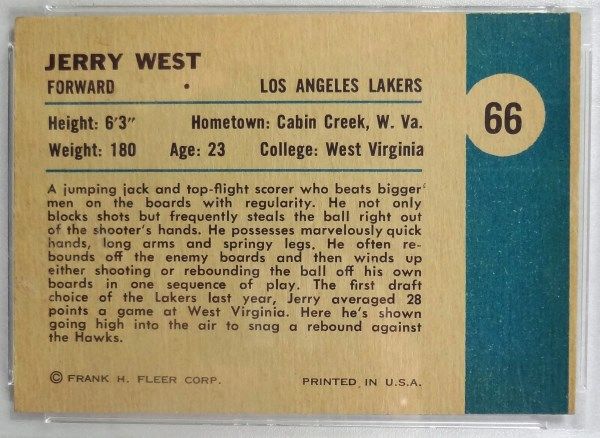 JERRY WEST
FORWARD • LOS ANGELES LAKERS
Height: 6'3" Hometown: Cabin Creek, W. Va.
Weight: 180 Age: 23 College: West Virginia
66
A jumping jack and top-flight scorer who beats bigger
men on the boards with regularity. He not only
blocks shots but frequently steals the ball right out
of the shooter's hands. He possesses marvelously quick
hands, long arms and springy legs. He often re-
bounds off the enemy boards and then winds up
either shooting or rebounding the ball off his own
boards in one sequence of play. The first draft
choice of the Lakers last year, Jerry averaged 28
points a game at West Virginia. Here he's shown
going high into the air to snag a rebound against
the Hawks.
© FRANK H. FLEER CORP. PRINTED IN U.S.A.